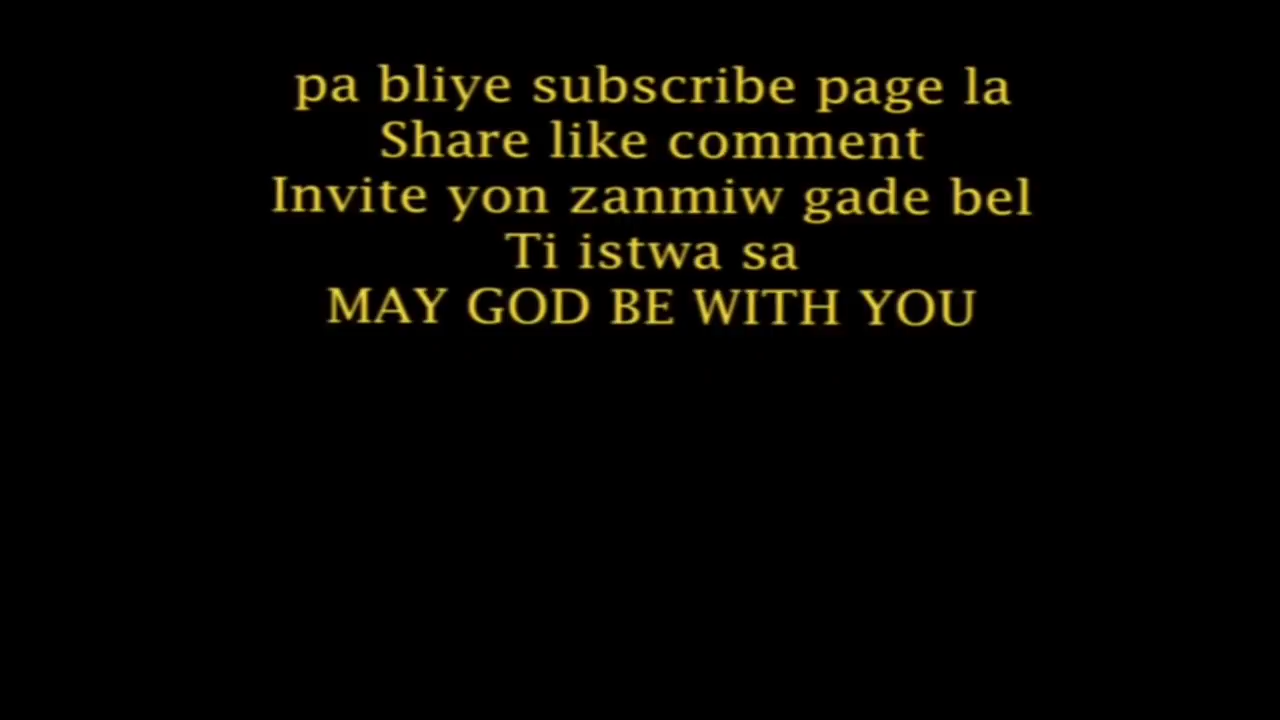 pa bliye subscribe page la
Share like comment
Invite yon zanmiw gade bel
Ti istwa sa
MAY GOD BE WITH YOU